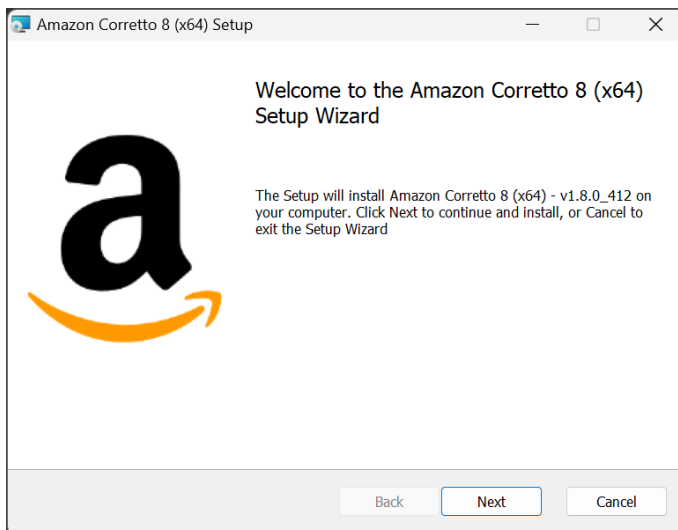 Amazon Corretto 8 (x64) Setup
Welcome to the Amazon Corretto 8 (x64)
Setup Wizard
The Setup will install Amazon Corretto 8 (x64) - v1.8.0_412 on
your computer. Click Next to continue and install, or Cancel to
exit the Setup Wizard
a
Back
Next
Cancel